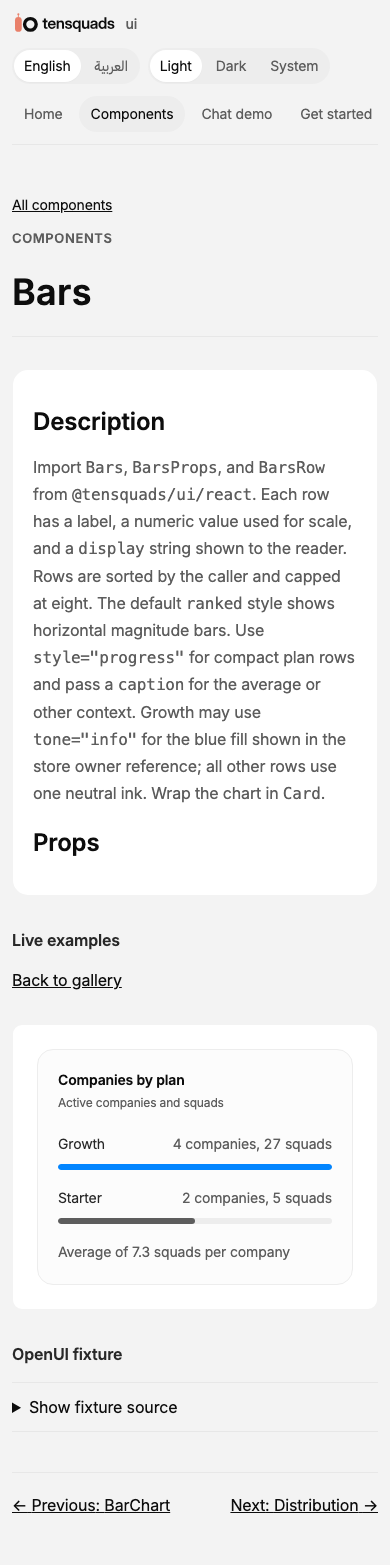 tensquads ui
English العربية Light Dark System
Home Components Chat demo Get started
All components
COMPONENTS
Bars
Description
Import Bars, BarsProps, and BarsRow
from @tensquads/ui/react. Each row
has a label, a numeric value used for scale,
and a display string shown to the reader.
Rows are sorted by the caller and capped
at eight. The default ranked style shows
horizontal magnitude bars. Use
style="progress" for compact plan rows
and pass a caption for the average or
other context. Growth may use
tone="info" for the blue fill shown in the
store owner reference; all other rows use
one neutral ink. Wrap the chart in Card.
Props
Live examples
Back to gallery
Companies by plan
Active companies and squads
Growth 4 companies, 27 squads
Starter 2 companies, 5 squads
Average of 7.3 squads per company
OpenUI fixture
▶ Show fixture source
← Previous: BarChart Next: Distribution →